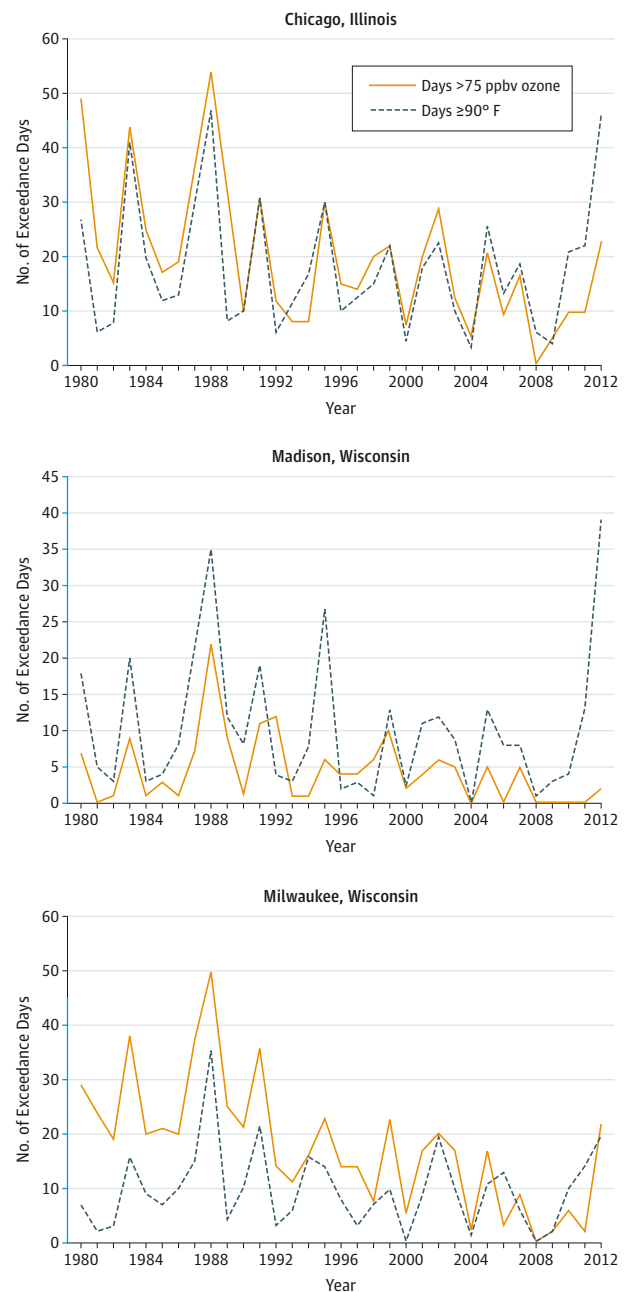 Chicago, Illinois
60
50
40
30
20
10
0
No. of Exceedance Days
Days >75 ppbv ozone
Days ≥90° F
1980 1984 1988 1992 1996 2000 2004 2008 2012
Year
Madison, Wisconsin
45
40
35
30
25
20
15
10
5
0
No. of Exceedance Days
1980 1984 1988 1992 1996 2000 2004 2008 2012
Year
Milwaukee, Wisconsin
60
50
40
30
20
10
0
No. of Exceedance Days
1980 1984 1988 1992 1996 2000 2004 2008 2012
Year